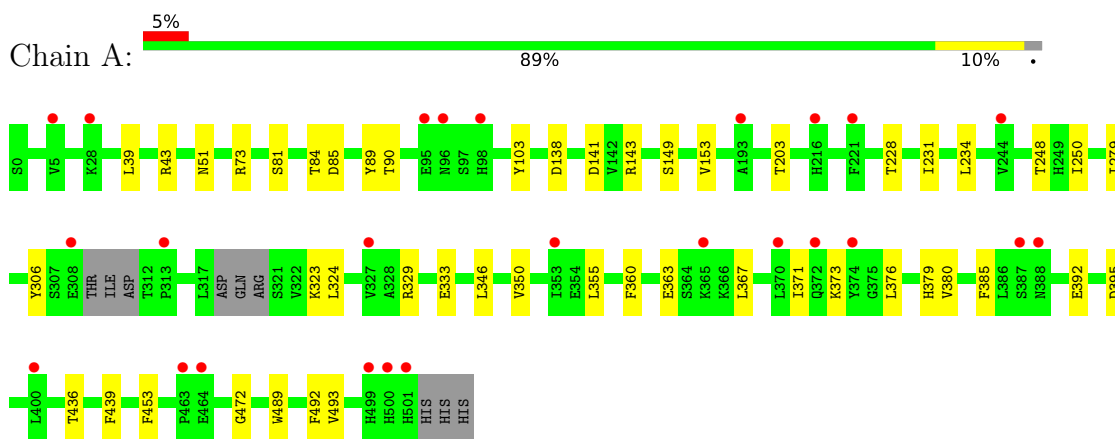 5%
Chain A:
89% 10% •
S0 V5 K28 L39 R43 N51 R73 S81 T84 D85 Y89 T90 E95 N96 S97 H98 Y103 D138 D141 V142 R143 S149 V153 A193 T203 H216 F221 T228 I231 L234 V244 T248 H249 I250
Y306 S307 E308 THR ILE ASP T312 P313 L317 ASP GLN ARG S321 V322 K323 L324 V327 A328 R329 E333 L346 V350 I353 E354 L355 F360 E363 S364 K365 K366 L367 L370 I371 Q372 K373 Y374 G375 L376 H379 V380 F385 L386 S387 N388 E392
L400 T436 F439 F453 P463 E464 G472 W489 F492 V493 H499 H500 H501 HIS HIS HIS